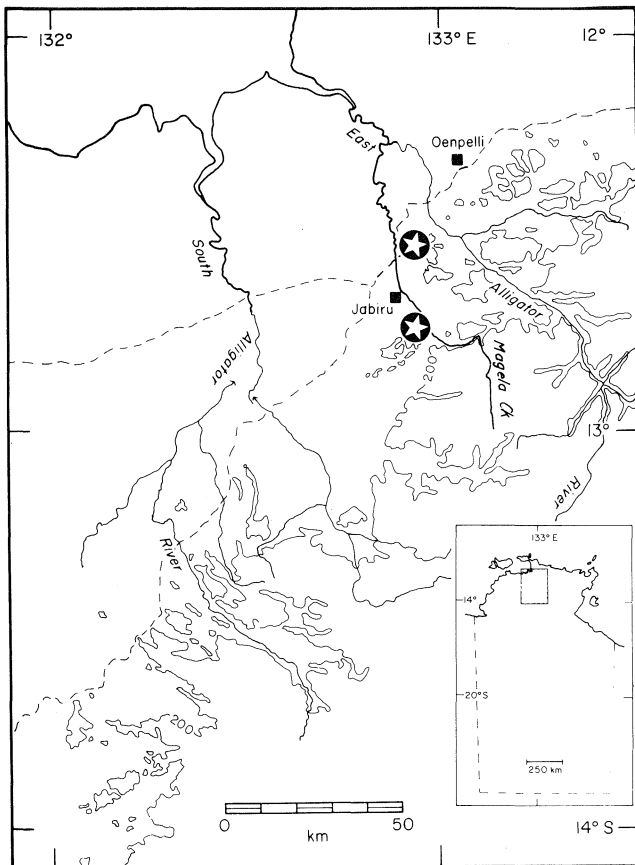 132°
133° E
12°
East
Oenpelli
South
Alligator
Jabiru
Alligator
200
Magela Ck
13°
River
River
133° E
14°
20°S
250 km
200
0
50
km
14° S